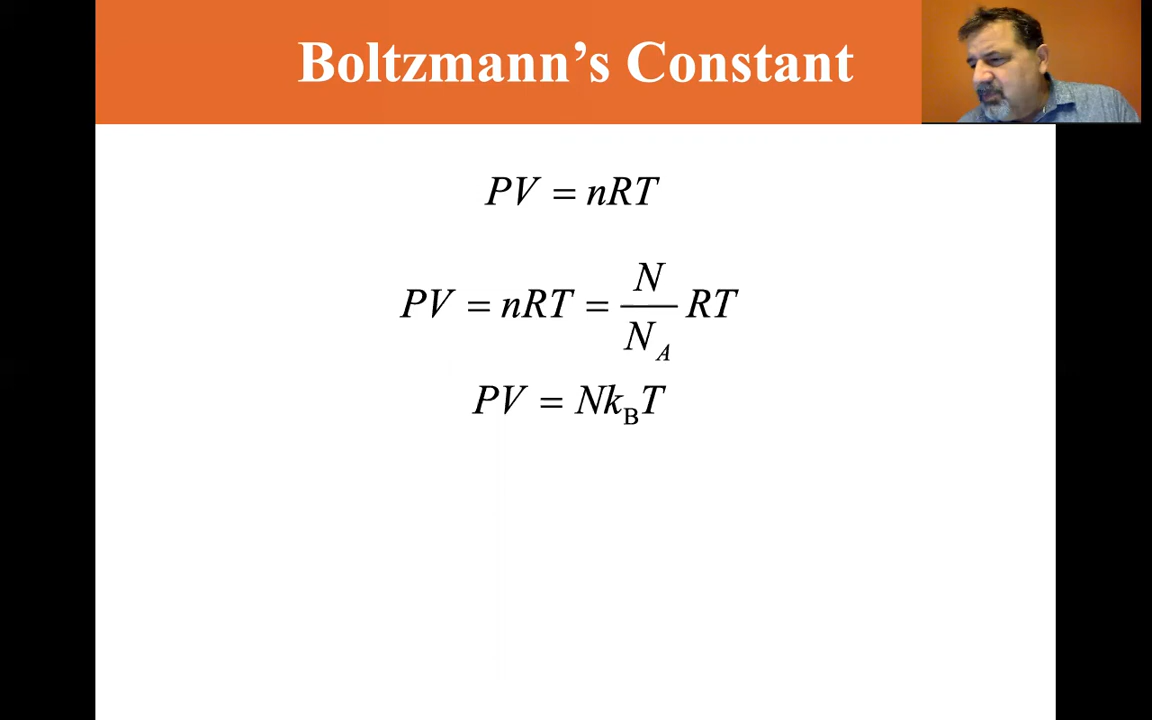 Boltzmann’s Constant
PV = nRT
PV = nRT = N/N_A RT
PV = Nk_BT